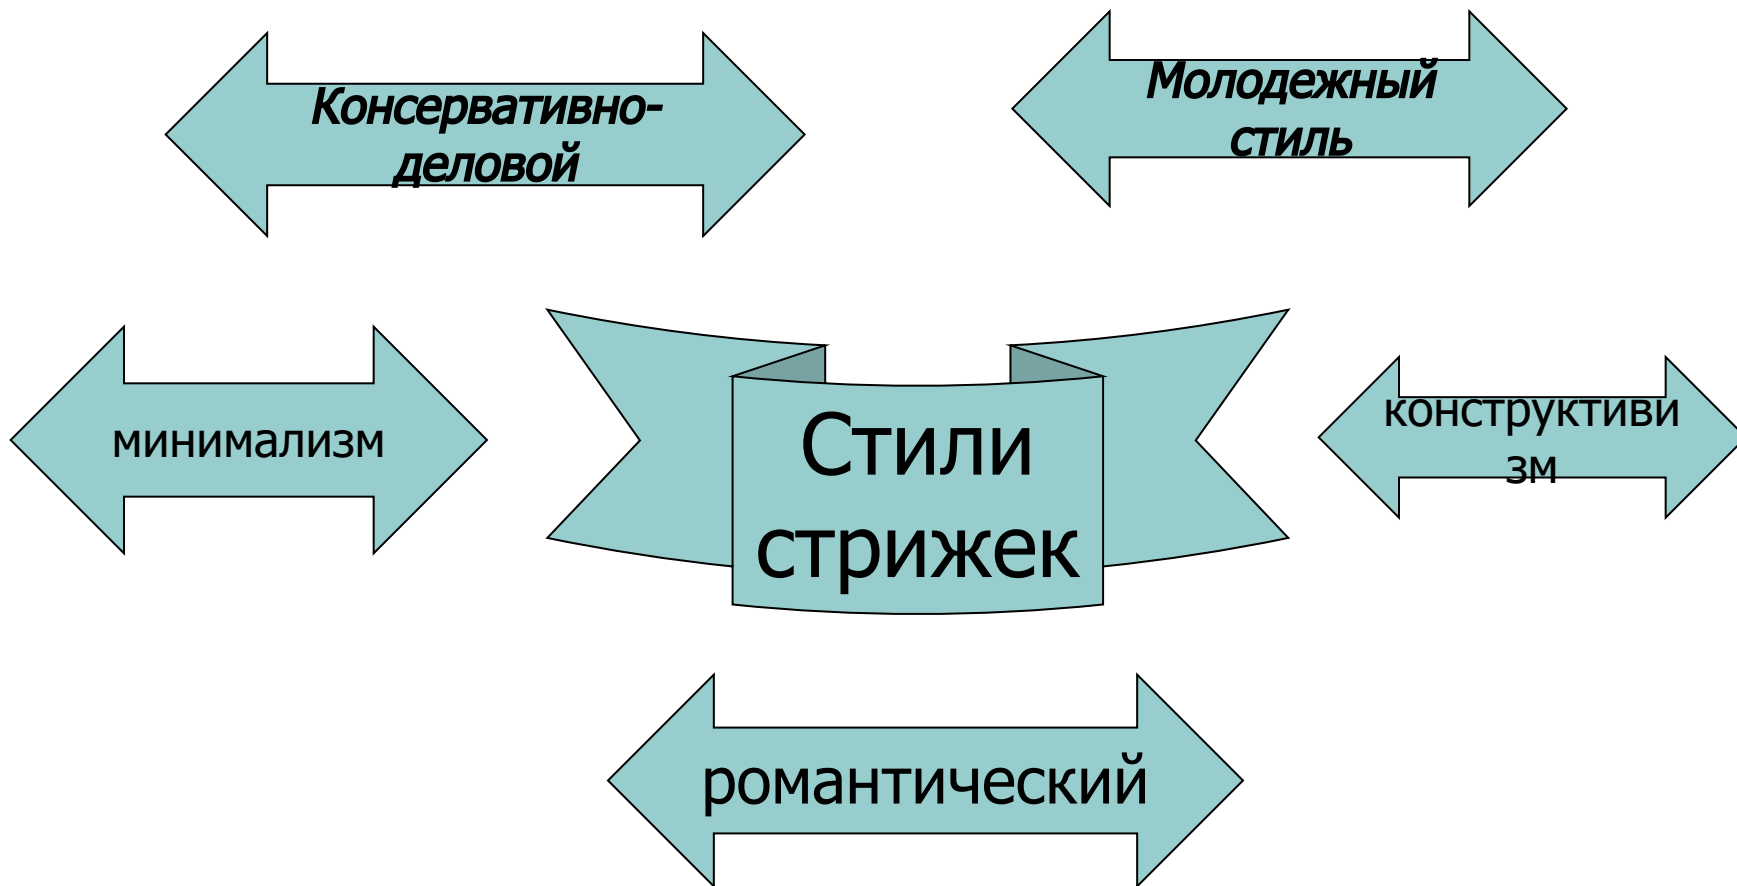 Консервативно-
деловой
Молодежный
стиль
минимализм
Стили
стрижек
конструктиви
зм
романтический